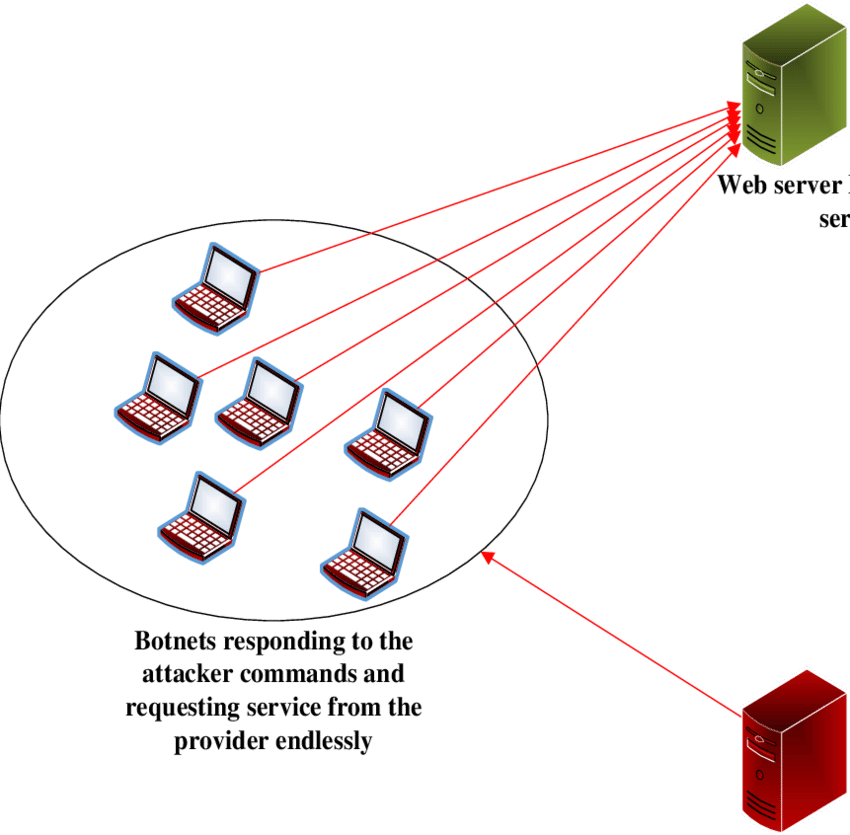 Web server
ser
Botnets responding to the
attacker commands and
requesting service from the
provider endlessly